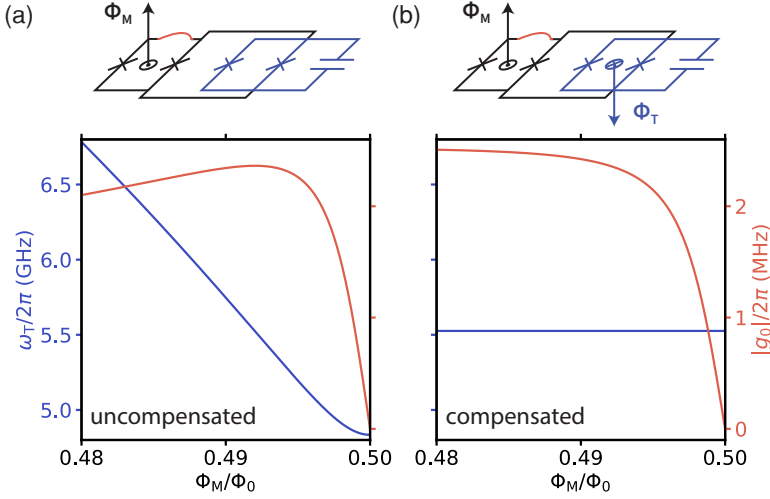 (a)
Φ_M
(b)
Φ_M
Φ_T
ω_T/2π (GHz)
6.5
6.0
5.5
5.0
uncompensated
0.48
0.49
0.50
Φ_M/Φ_0
compensated
0.48
0.49
0.50
Φ_M/Φ_0
2
1
0
|g_0|/2π (MHz)